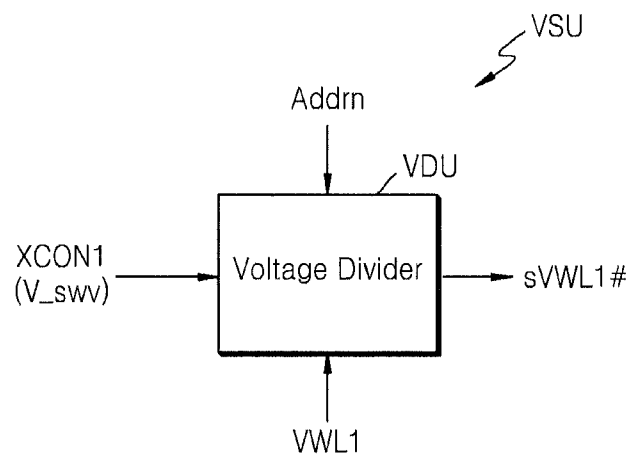 VSU
Addrn
VDU
XCON1
(V_swv)
Voltage Divider
sVWL1#
VWL1